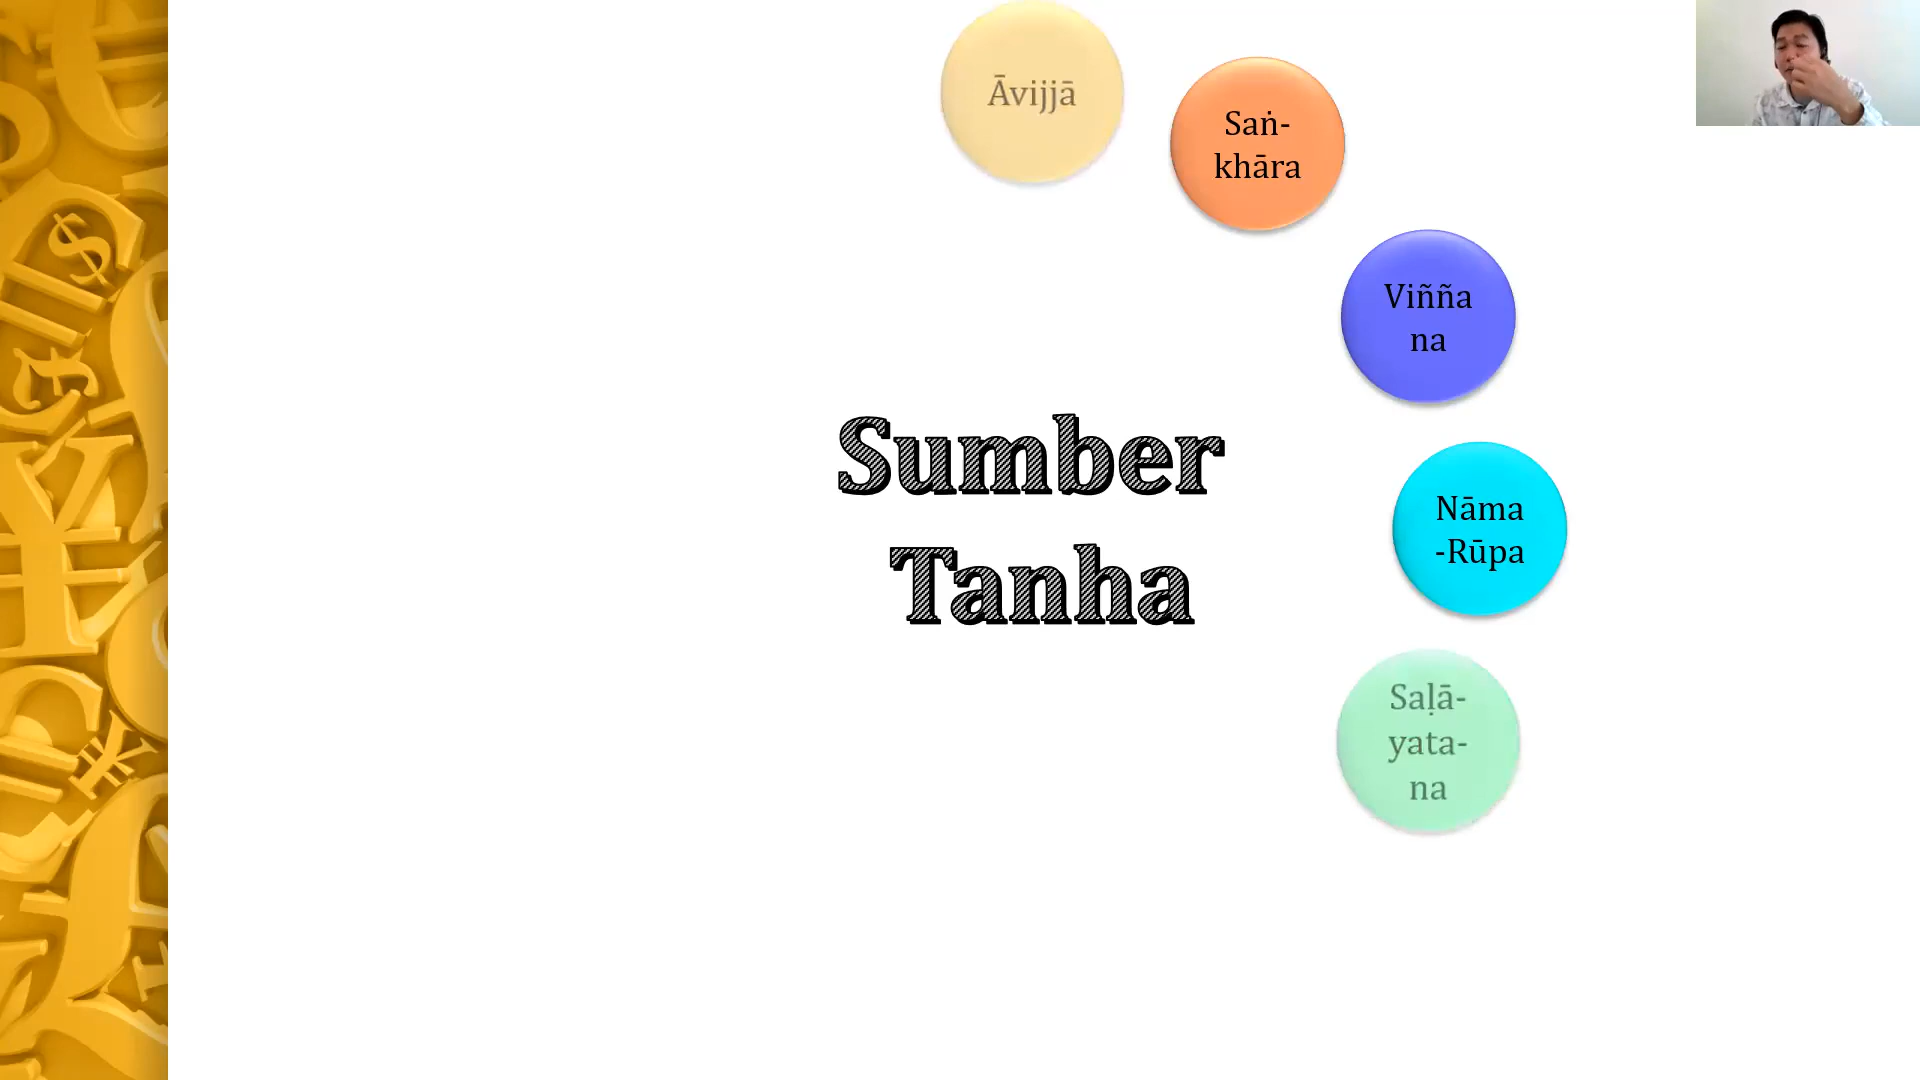 Āvijjā
Saṅ-
khāra
Viñña
na
Nāma
-Rūpa
Saḷā-
yata-
na
Sumber
Tanha